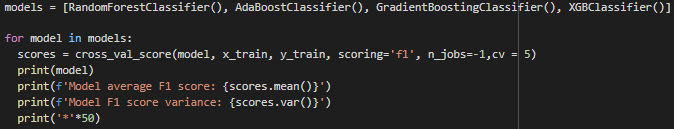 models = [RandomForestClassifier(), AdaBoostClassifier(), GradientBoostingClassifier(), XGBClassifier()]
for model in models:
scores = cross_val_score(model, x_train, y_train, scoring='f1', n_jobs=-1,cv = 5)
print(model)
print(f'Model average F1 score: {scores.mean()}')
print(f'Model F1 score variance: {scores.var()}')
print('*'*50)